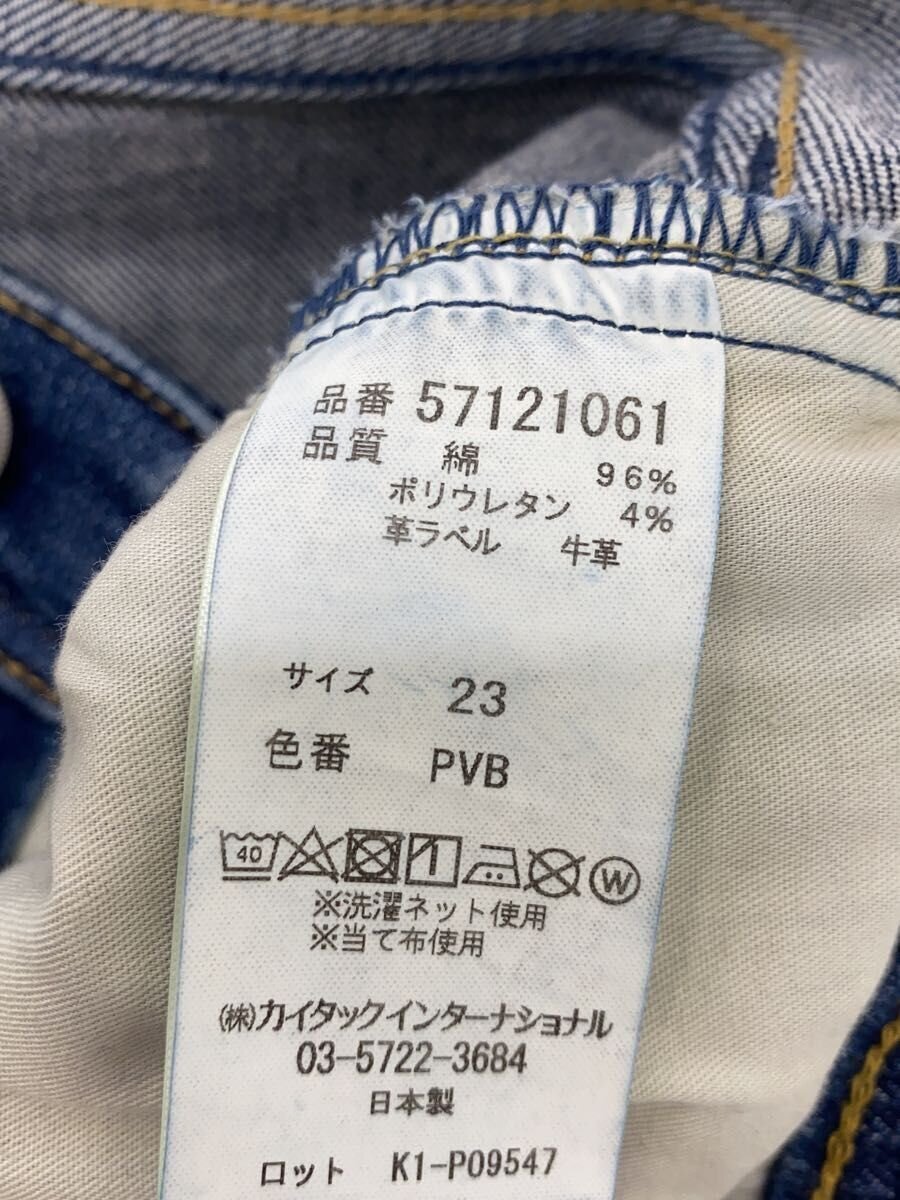 品番 57121061
品質 綿 96%
ポリウレタン 4%
革ラベル 牛革
サイズ 23
色番 PVB
40 W
※洗濯ネット使用
※当て布使用
(株)カイタックインターナショナル
03-5722-3684
日本製
ロット K1-P09547